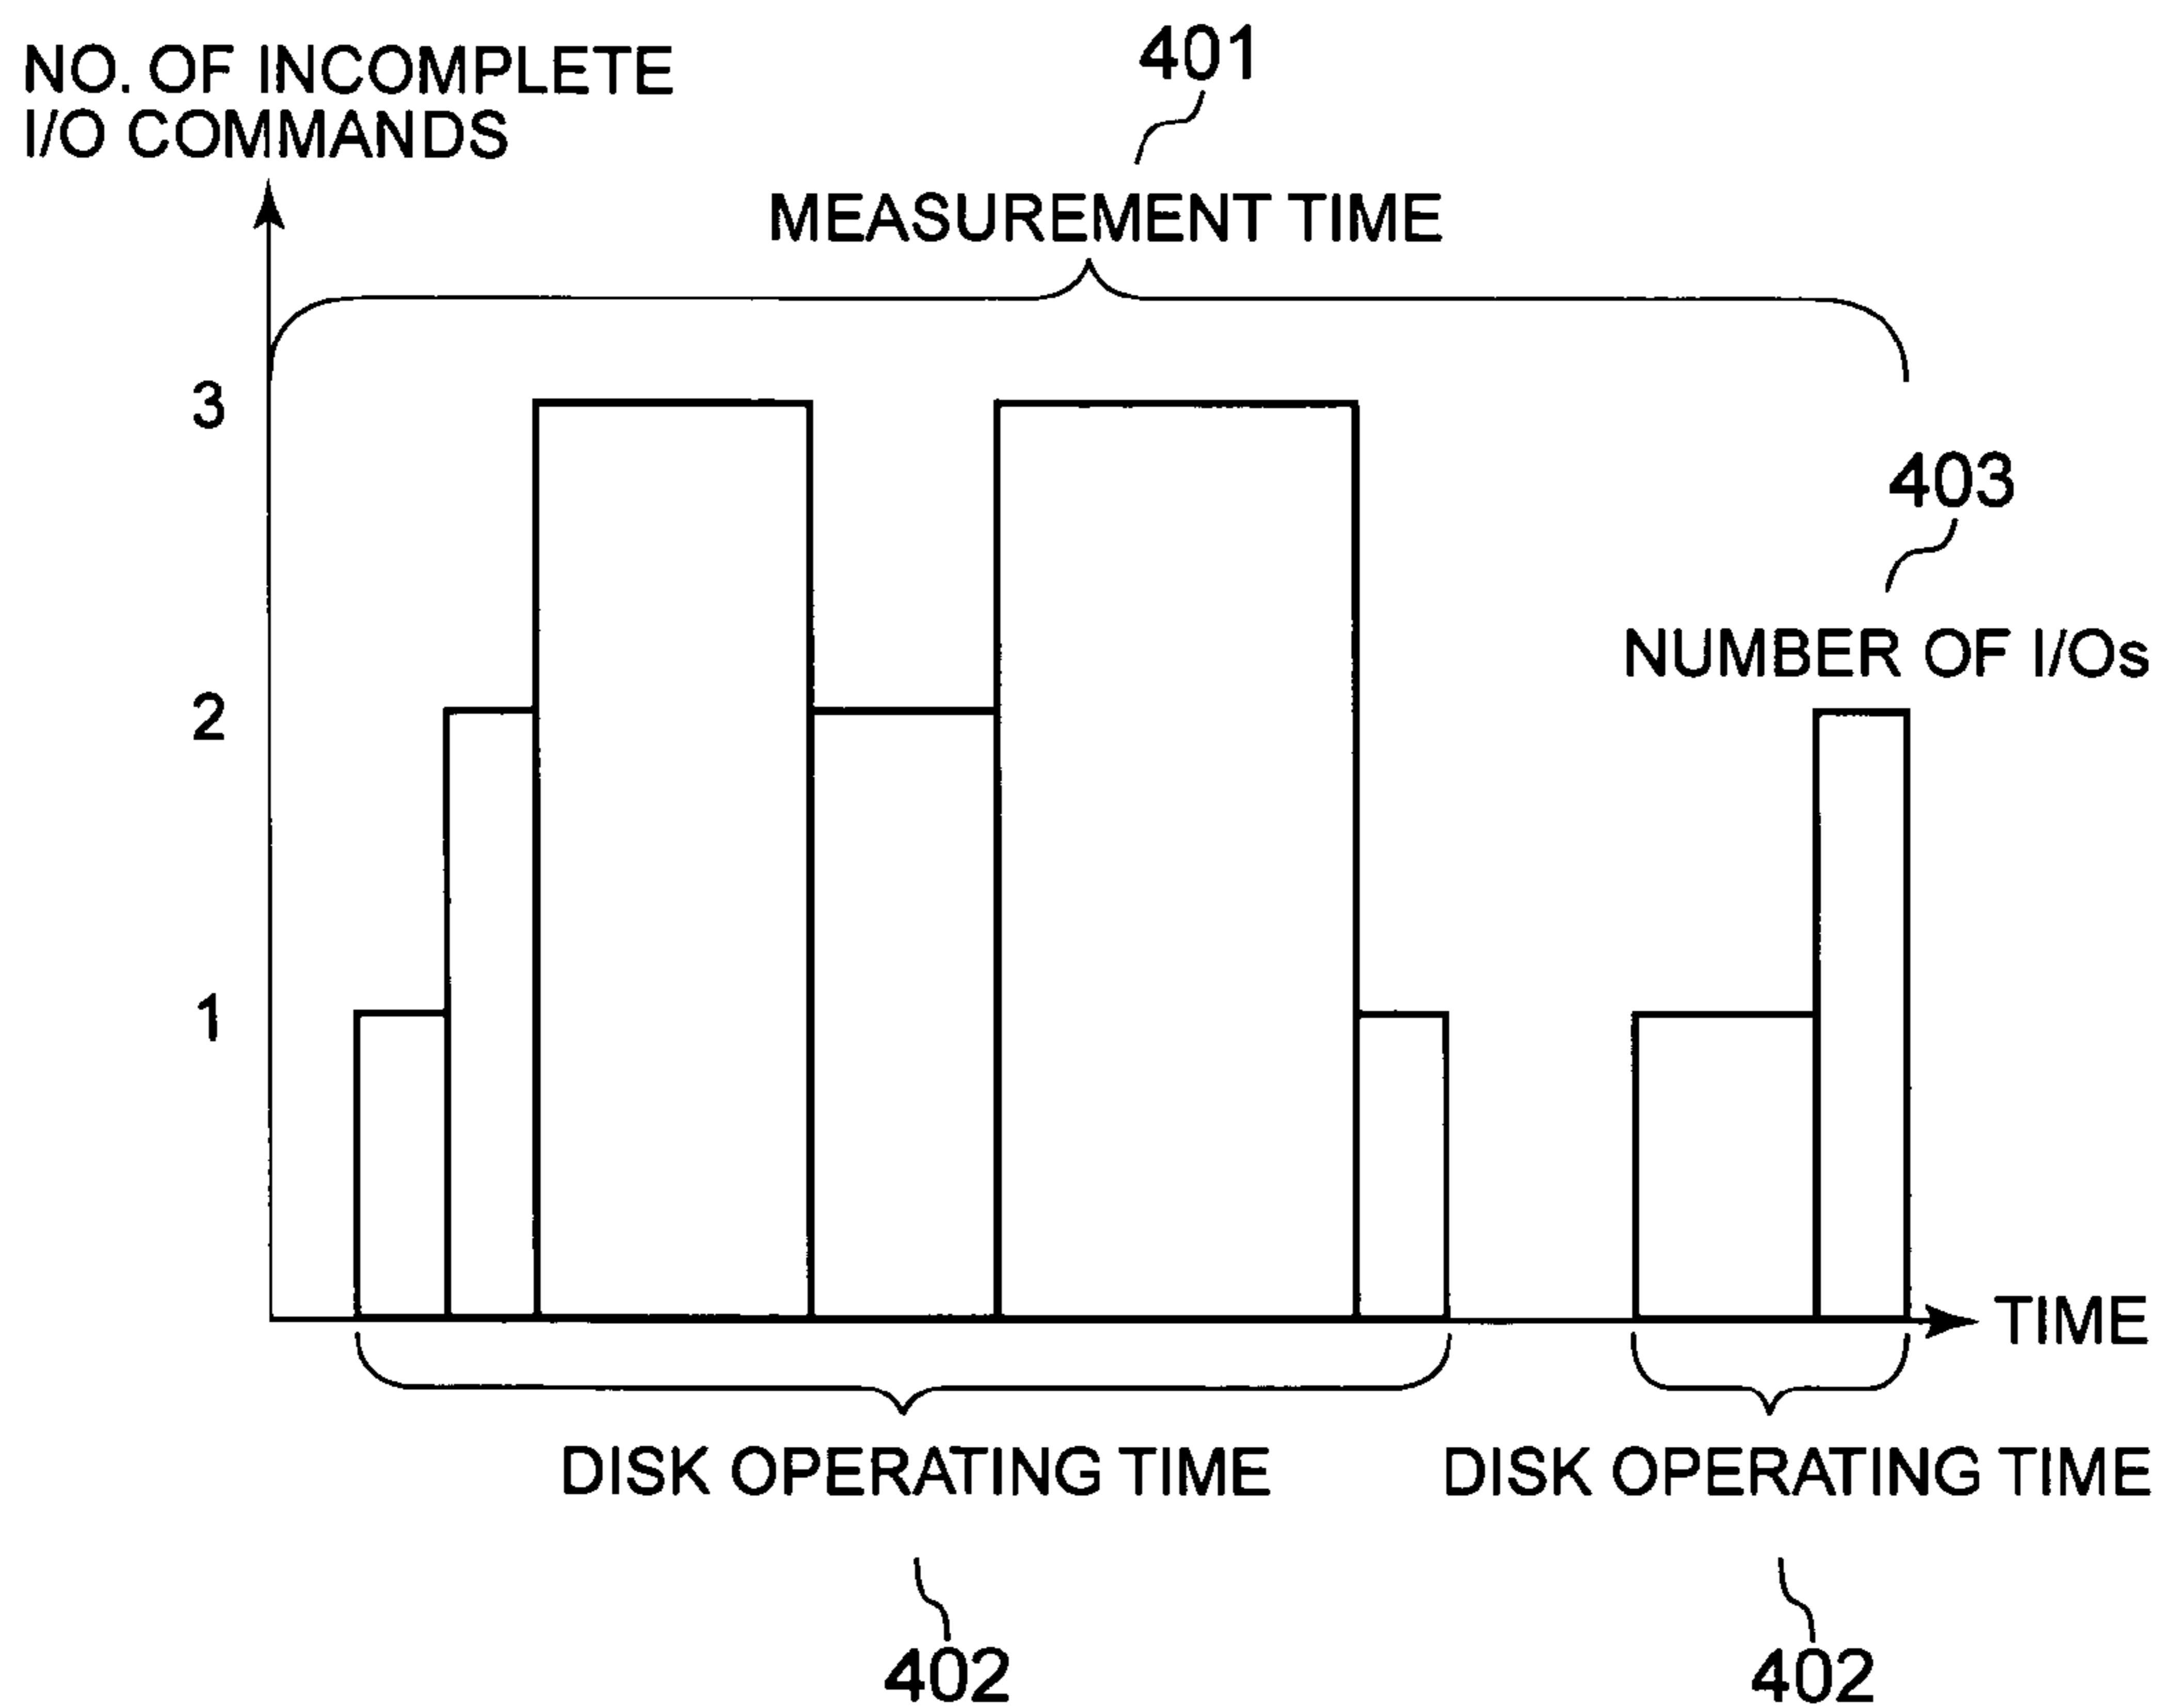 NO. OF INCOMPLETE
I/O COMMANDS
401
MEASUREMENT TIME
3
403
NUMBER OF I/Os
2
1
TIME
DISK OPERATING TIME
DISK OPERATING TIME
402
402